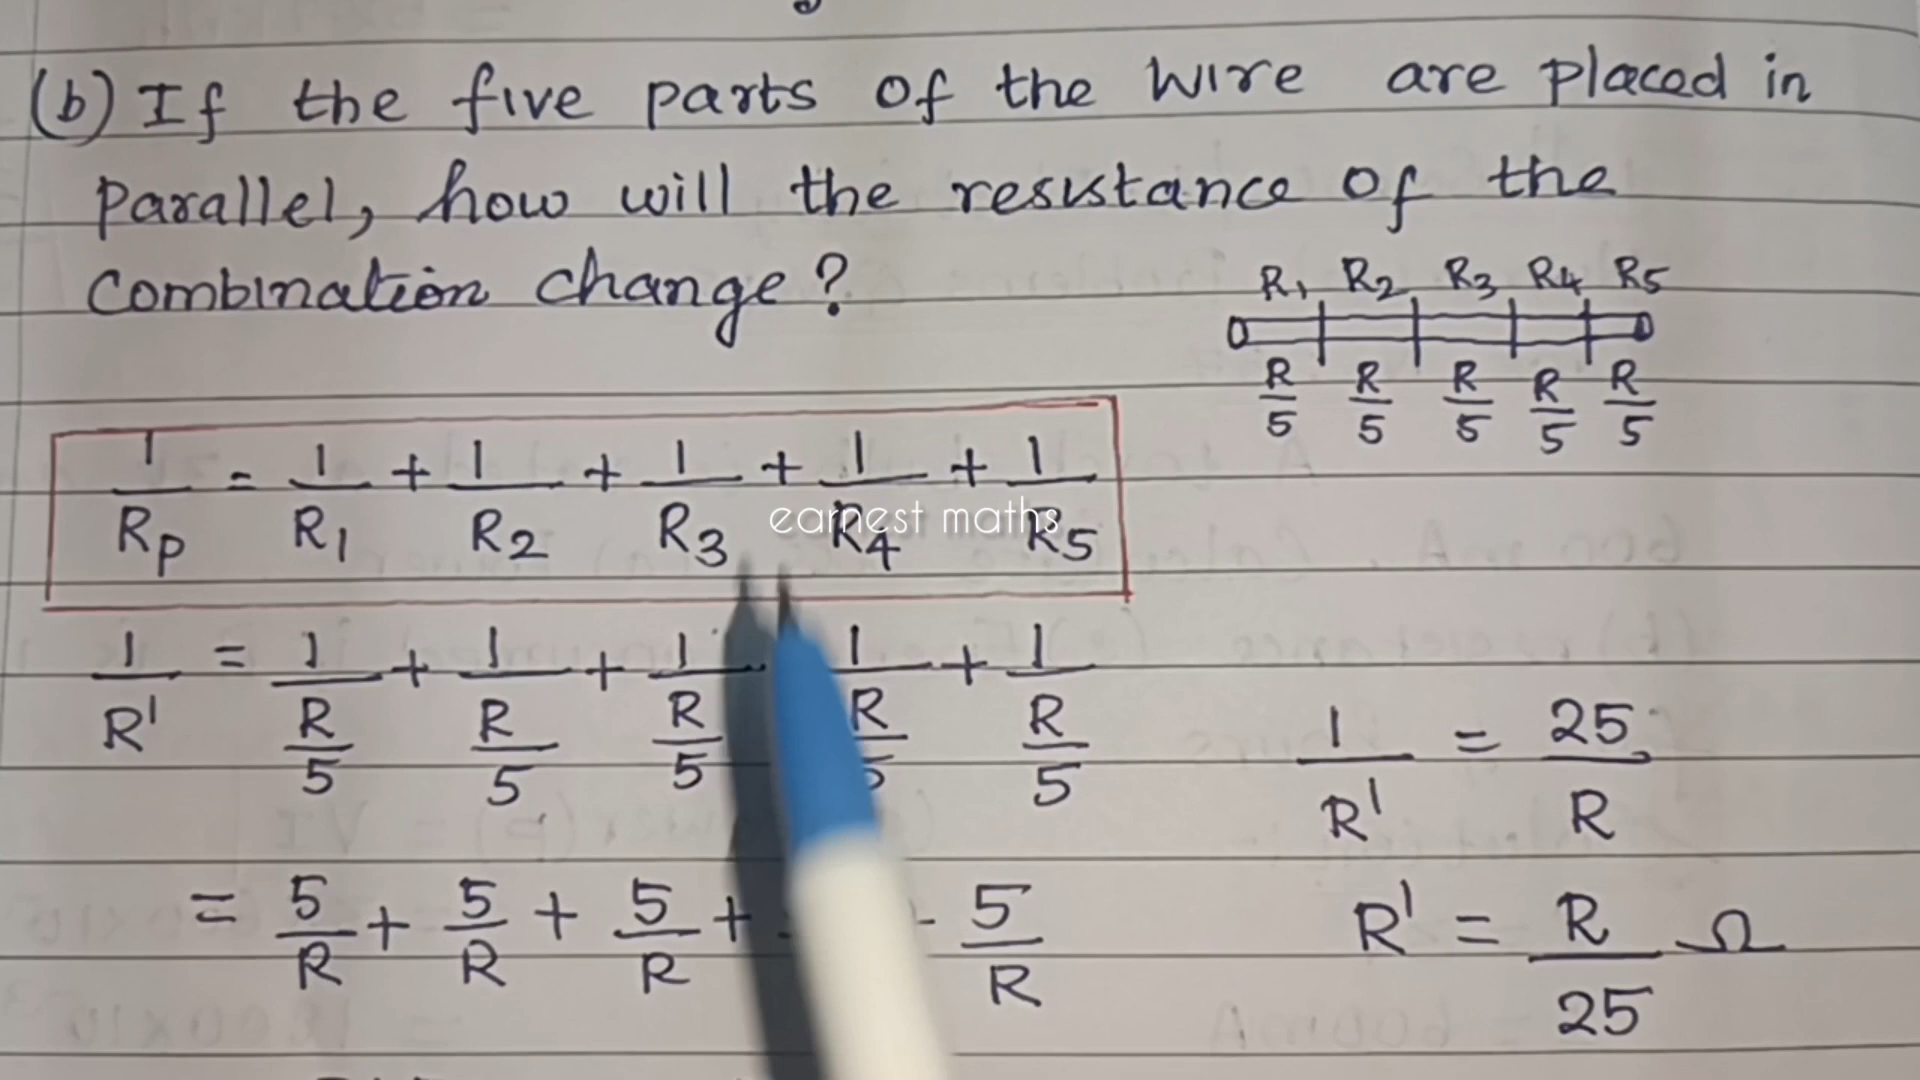 (b) If the five parts of the wire are placed in
parallel, how will the resistance of the
combination change?
R1 R2 R3 R4 R5
R/5 R/5 R/5 R/5 R/5
1/Rp = 1/R1 + 1/R2 + 1/R3 + 1/R4 + 1/R5
earnest maths
1/R' = 1/(R/5) + 1/(R/5) + 1/(R/5) 1/(R/5) + 1/(R/5)
1/R' = 25/R
= 5/R + 5/R + 5/R + 5/R
R' = R/25 Ω